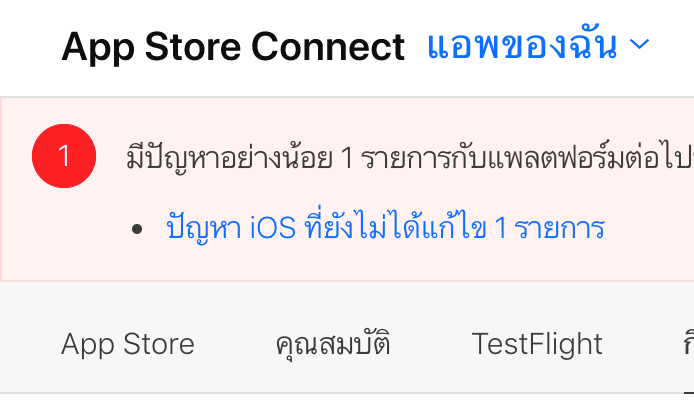 App Store Connect แอพของฉัน
1 มีปัญหาอย่างน้อย 1 รายการกับแพลตฟอร์มต่อไป
• ปัญหา iOS ที่ยังไม่ได้แก้ไข 1 รายการ
App Store คุณสมบัติ TestFlight